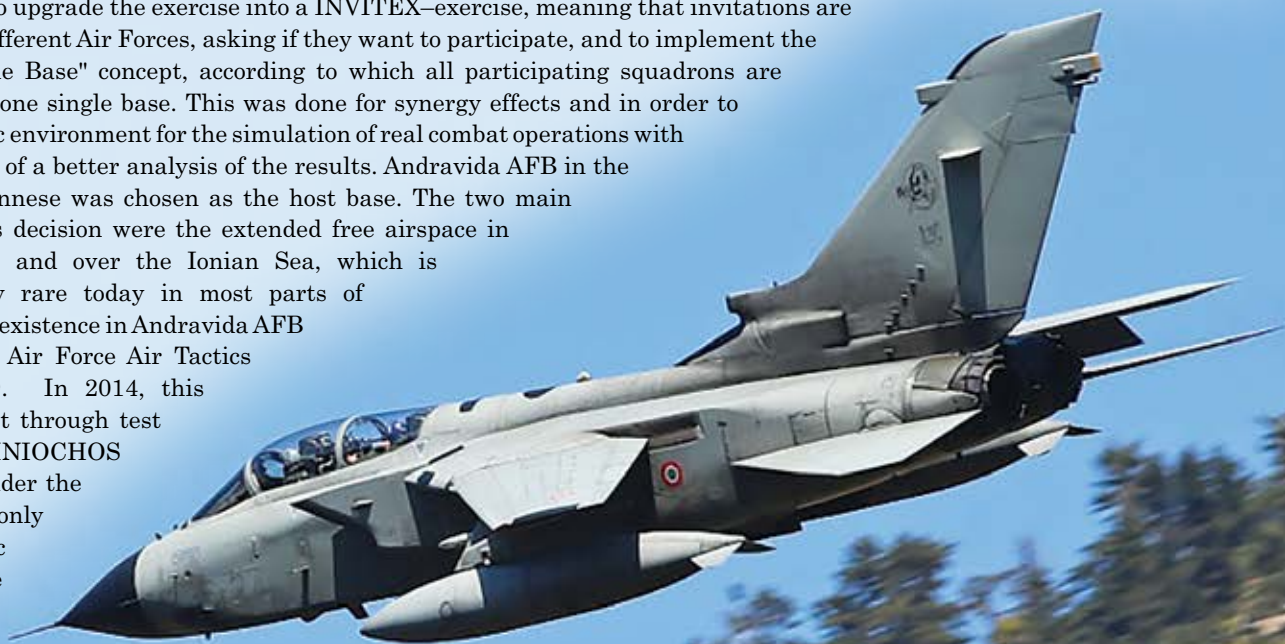 o upgrade the exercise into a INVITEX–exercise, meaning that invitations are
fferent Air Forces, asking if they want to participate, and to implement the
e Base" concept, according to which all participating squadrons are
one single base. This was done for synergy effects and in order to
c environment for the simulation of real combat operations with
of a better analysis of the results. Andravida AFB in the
nnese was chosen as the host base. The two main
s decision were the extended free airspace in
and over the Ionian Sea, which is
y rare today in most parts of
existence in Andravida AFB
Air Force Air Tactics
. In 2014, this
t through test
INIOCHOS
der the
only
c
e